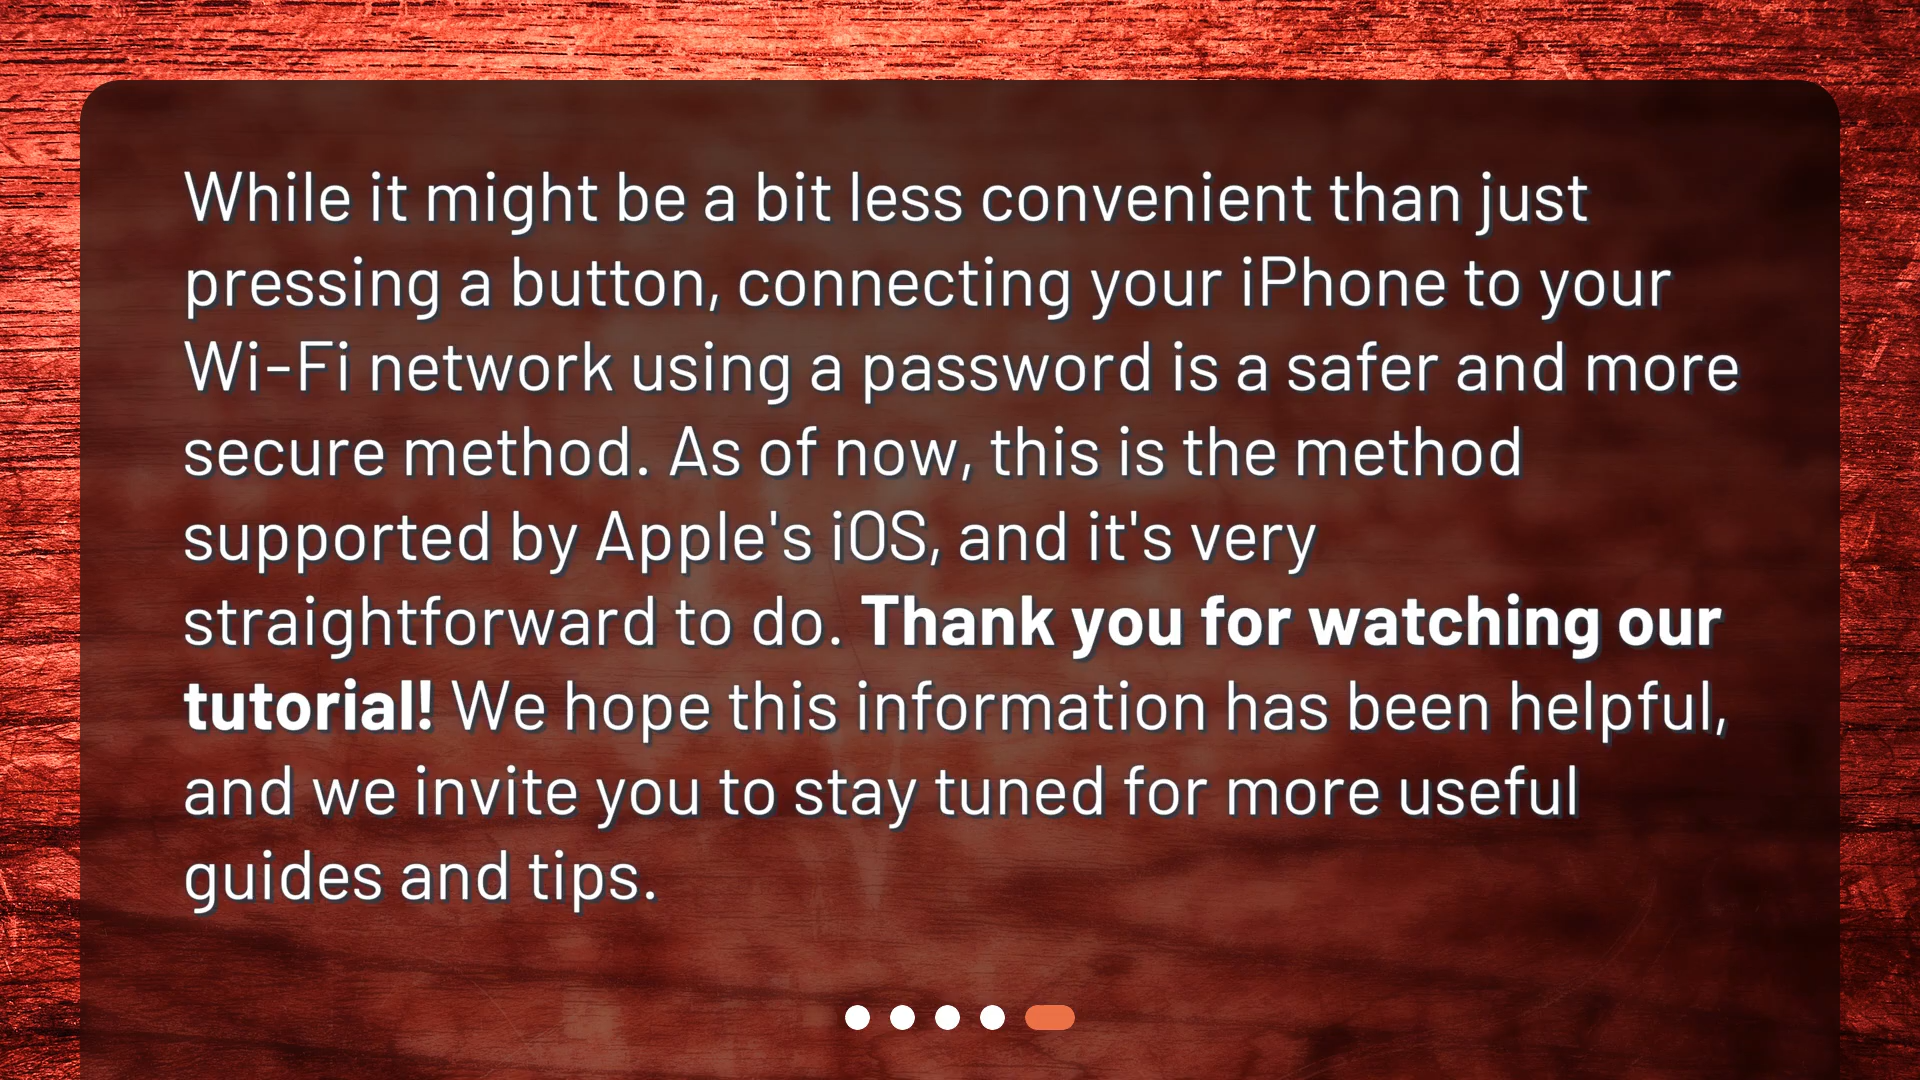 While it might be a bit less convenient than just
pressing a button, connecting your iPhone to your
Wi-Fi network using a password is a safer and more
secure method. As of now, this is the method
supported by Apple's iOS, and it's very
straightforward to do. Thank you for watching our
tutorial! We hope this information has been helpful,
and we invite you to stay tuned for more useful
guides and tips.